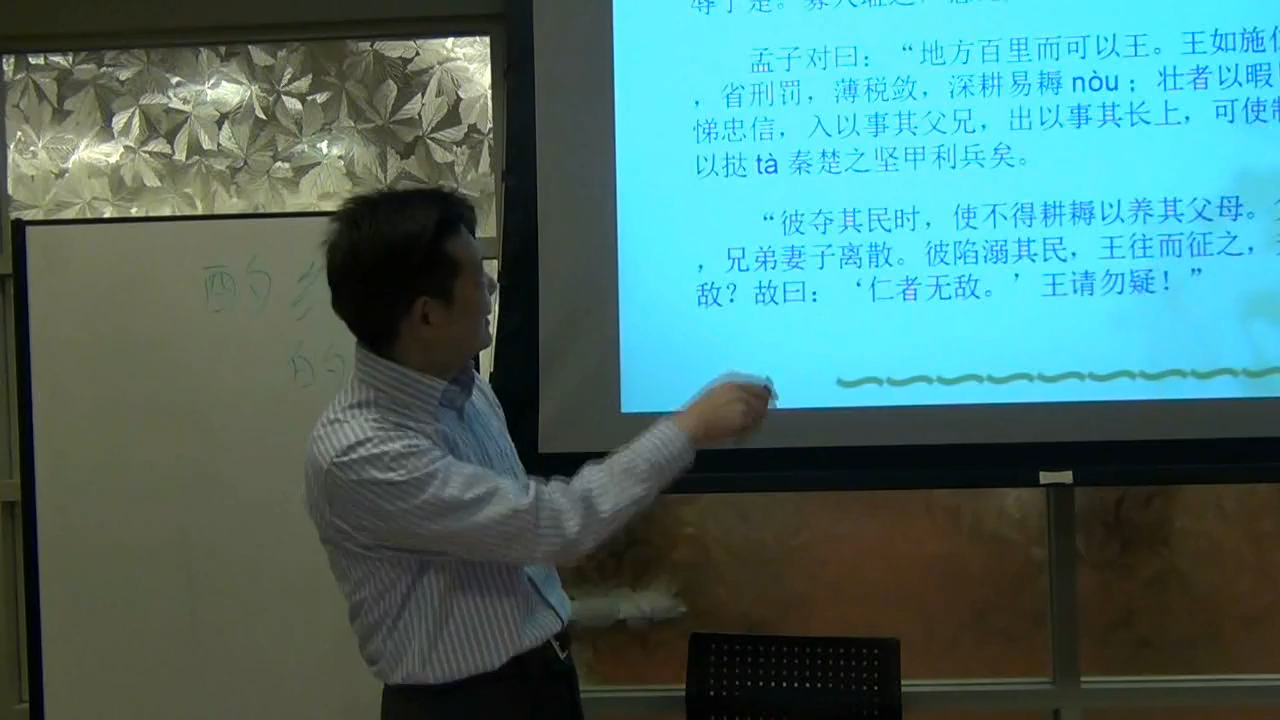 孟子对曰：“地方百里而可以王。王如施
，省刑罚，薄税敛，深耕易耨 nòu；壮者以暇
悌忠信，入以事其父兄，出以事其长上，可使制
以挞 tà 秦楚之坚甲利兵矣。
“彼夺其民时，使不得耕耨以养其父母。
，兄弟妻子离散。彼陷溺其民，王往而征之，
敌？故曰：‘仁者无敌。’王请勿疑！”
酌
的